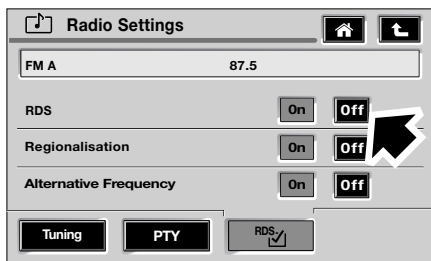 Radio Settings
FM A 87.5
RDS On Off
Regionalisation On Off
Alternative Frequency On Off
Tuning PTY RDS